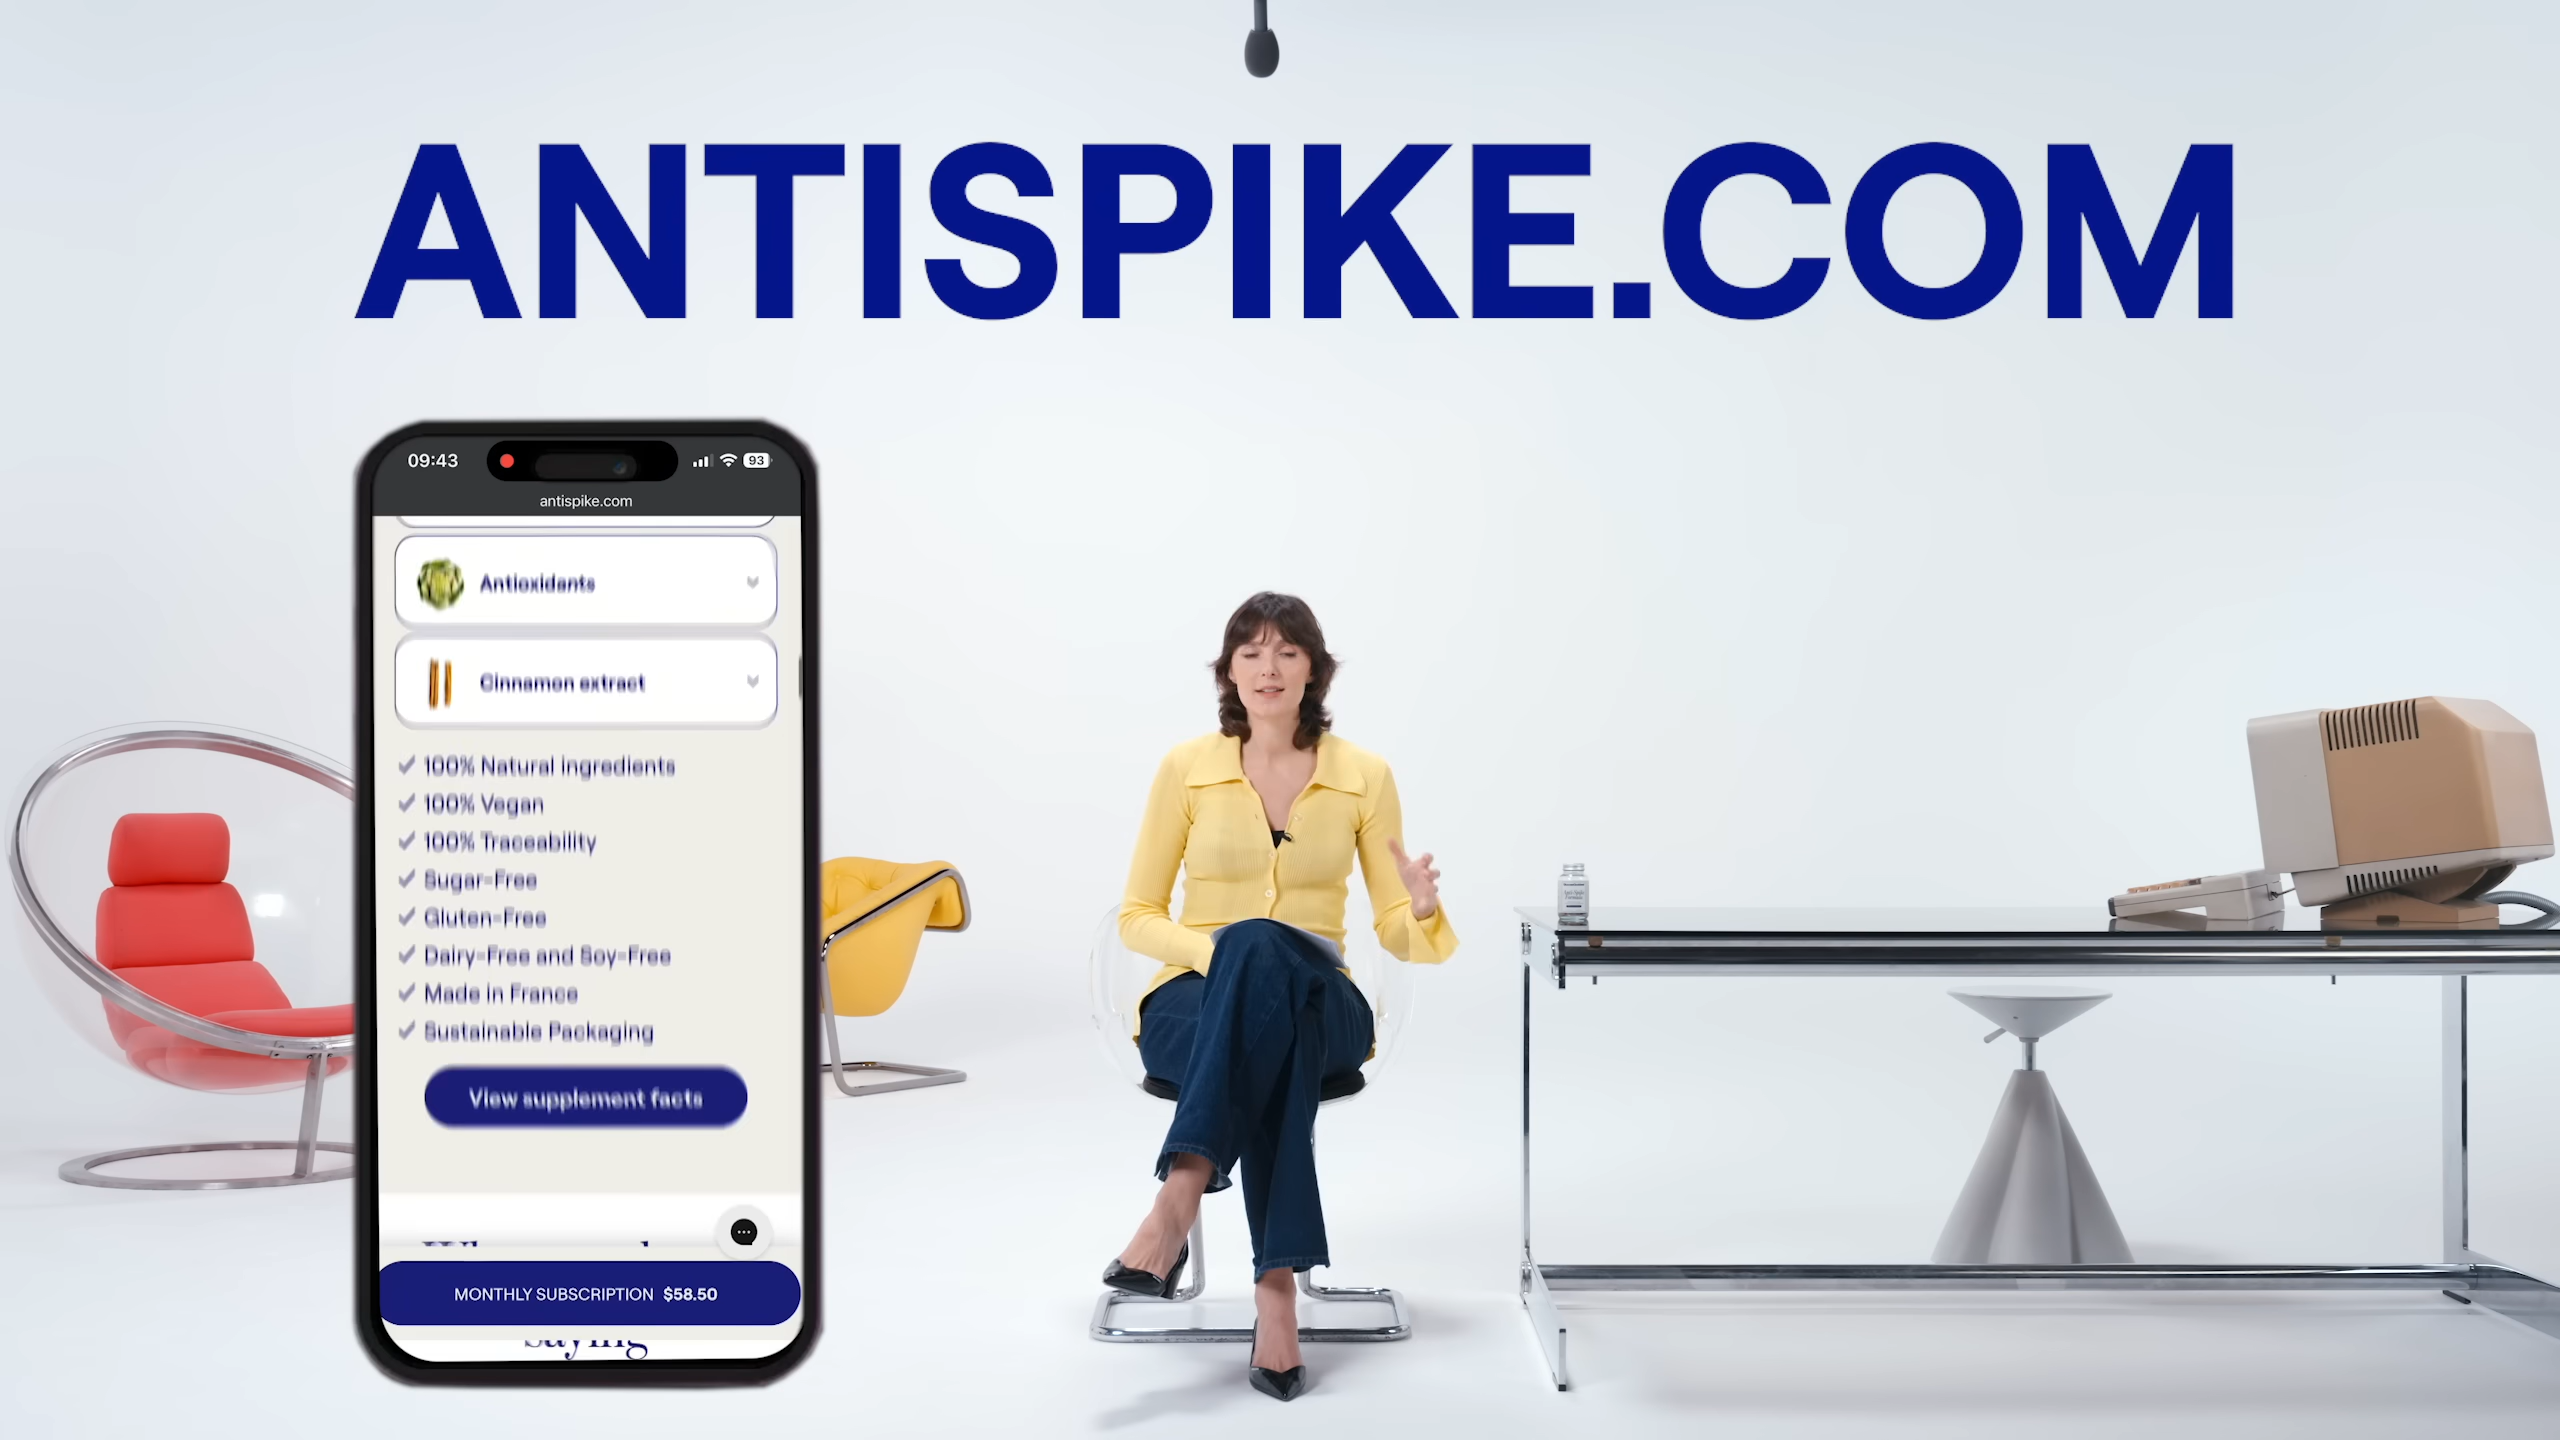 ANTISPIKE.COM
09:43
93
antispike.com
Antioxidants
Cinnamon extract
100% Natural ingredients
100% Vegan
100% Traceability
Sugar-Free
Gluten-Free
Dairy-Free and Soy-Free
Made in France
Sustainable Packaging
View supplement facts
MONTHLY SUBSCRIPTION $58.50
saying